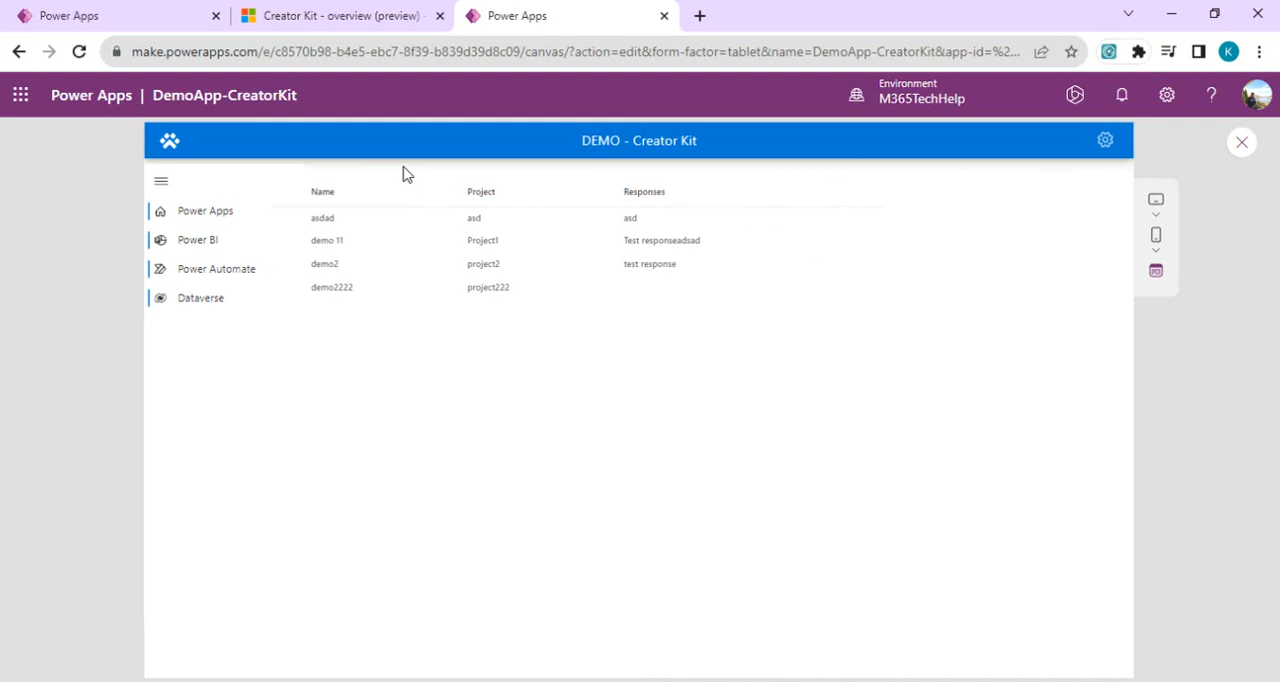 Power Apps
Creator Kit - overview (preview) -
Power Apps
make.powerapps.com/e/c8570b98-b4e5-ebc7-8f39-b839d39d8c09/canvas/?action=edit&form-factor=tablet&name=DemoApp-CreatorKit&app-id=%2...
K
Power Apps | DemoApp-CreatorKit
Environment
M365TechHelp
?
DEMO - Creator Kit
Name Project Responses
Power Apps
Power BI
Power Automate
Dataverse
asdad asd asd
demo 11 Project1 Test responseadsad
demo2 project2 test response
demo2222 project222